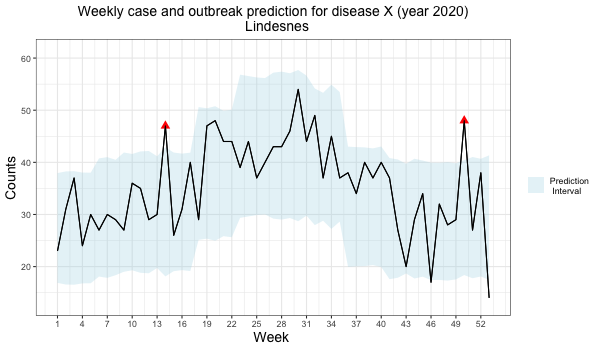 Weekly case and outbreak prediction for disease X (year 2020)
Lindesnes
60
50
40
30
20
Counts
1 4 7 10 13 16 19 22 25 28 31 34 37 40 43 46 49 52
Week
Prediction
Interval